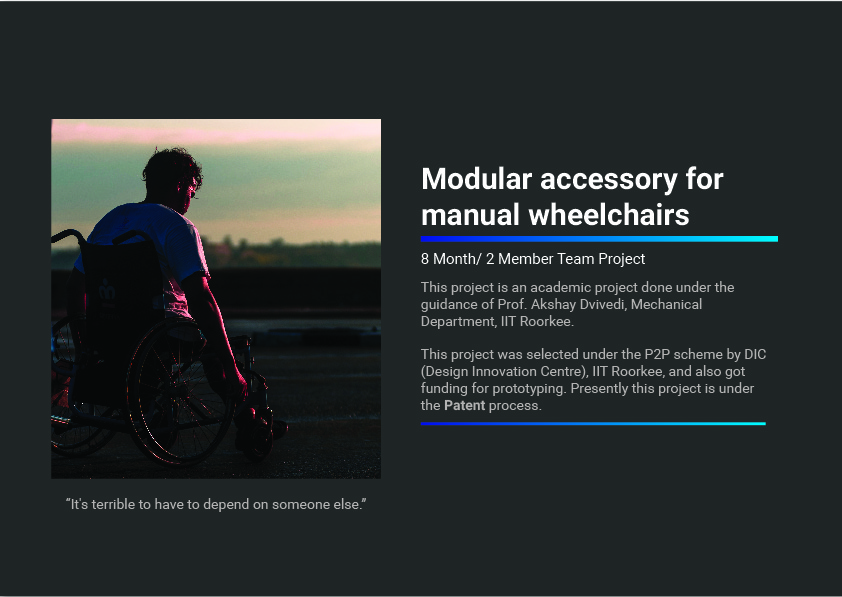 Modular accessory for
manual wheelchairs
8 Month/ 2 Member Team Project
This project is an academic project done under the
guidance of Prof. Akshay Dvivedi, Mechanical
Department, IIT Roorkee.
This project was selected under the P2P scheme by DIC
(Design Innovation Centre), IIT Roorkee, and also got
funding for prototyping. Presently this project is under
the Patent process.
“It's terrible to have to depend on someone else.”